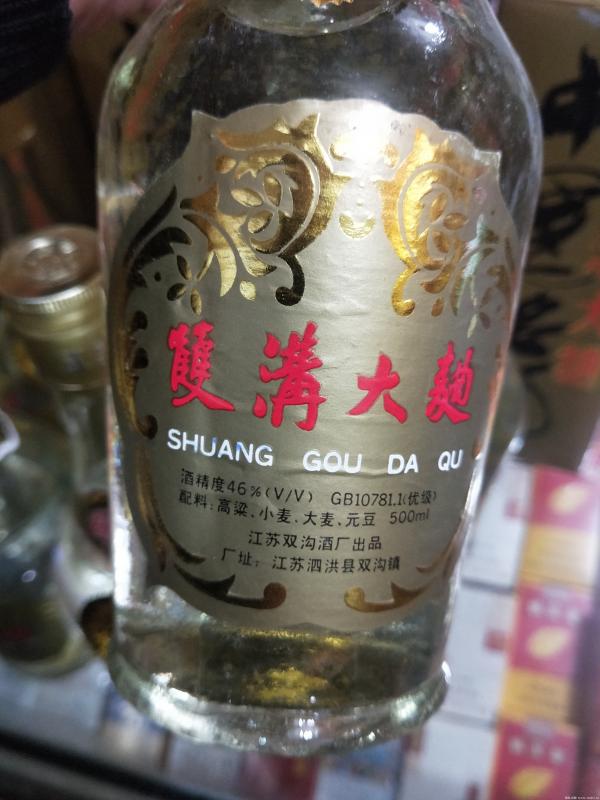 雙溝大麯
SHUANG GOU DA QU
酒精度46%(V/V) GB10781.1(优级)
配料:高粱、小麦、大麦、元豆 500ml
江苏双沟酒厂出品
厂址:江苏泗洪县双沟镇